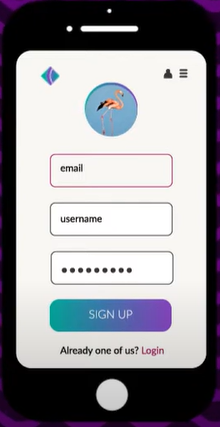 email
username
●●●●●●●●●
SIGN UP
Already one of us? Login